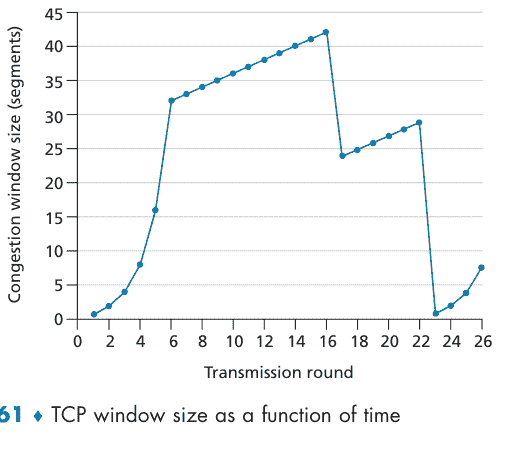 Congestion window size (segments)
45
40
35
30
25
20
15
10
5
0
0 2 4 6 8 10 12 14 16 18 20 22 24 26
Transmission round
61 ♦ TCP window size as a function of time